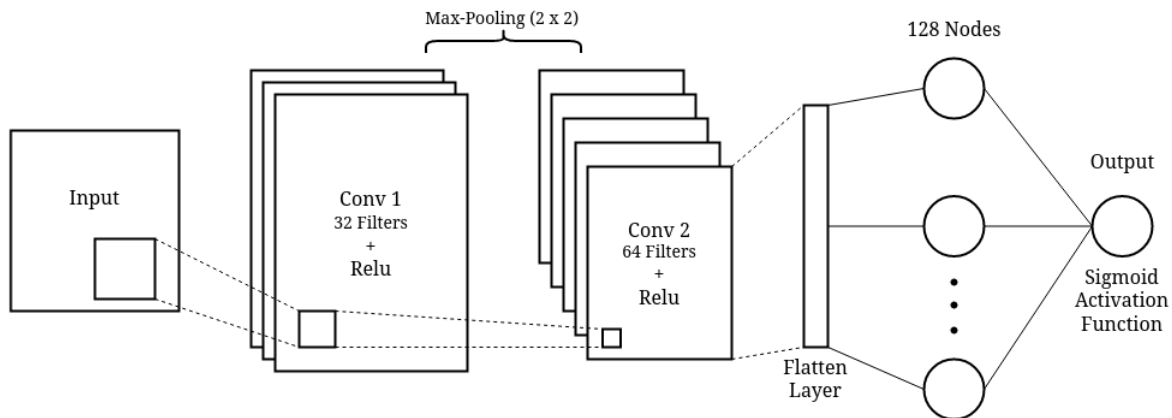 Max-Pooling (2 x 2)
128 Nodes
Input
Conv 1
32 Filters
+
Relu
Conv 2
64 Filters
+
Relu
Output
Sigmoid
Activation
Function
Flatten
Layer